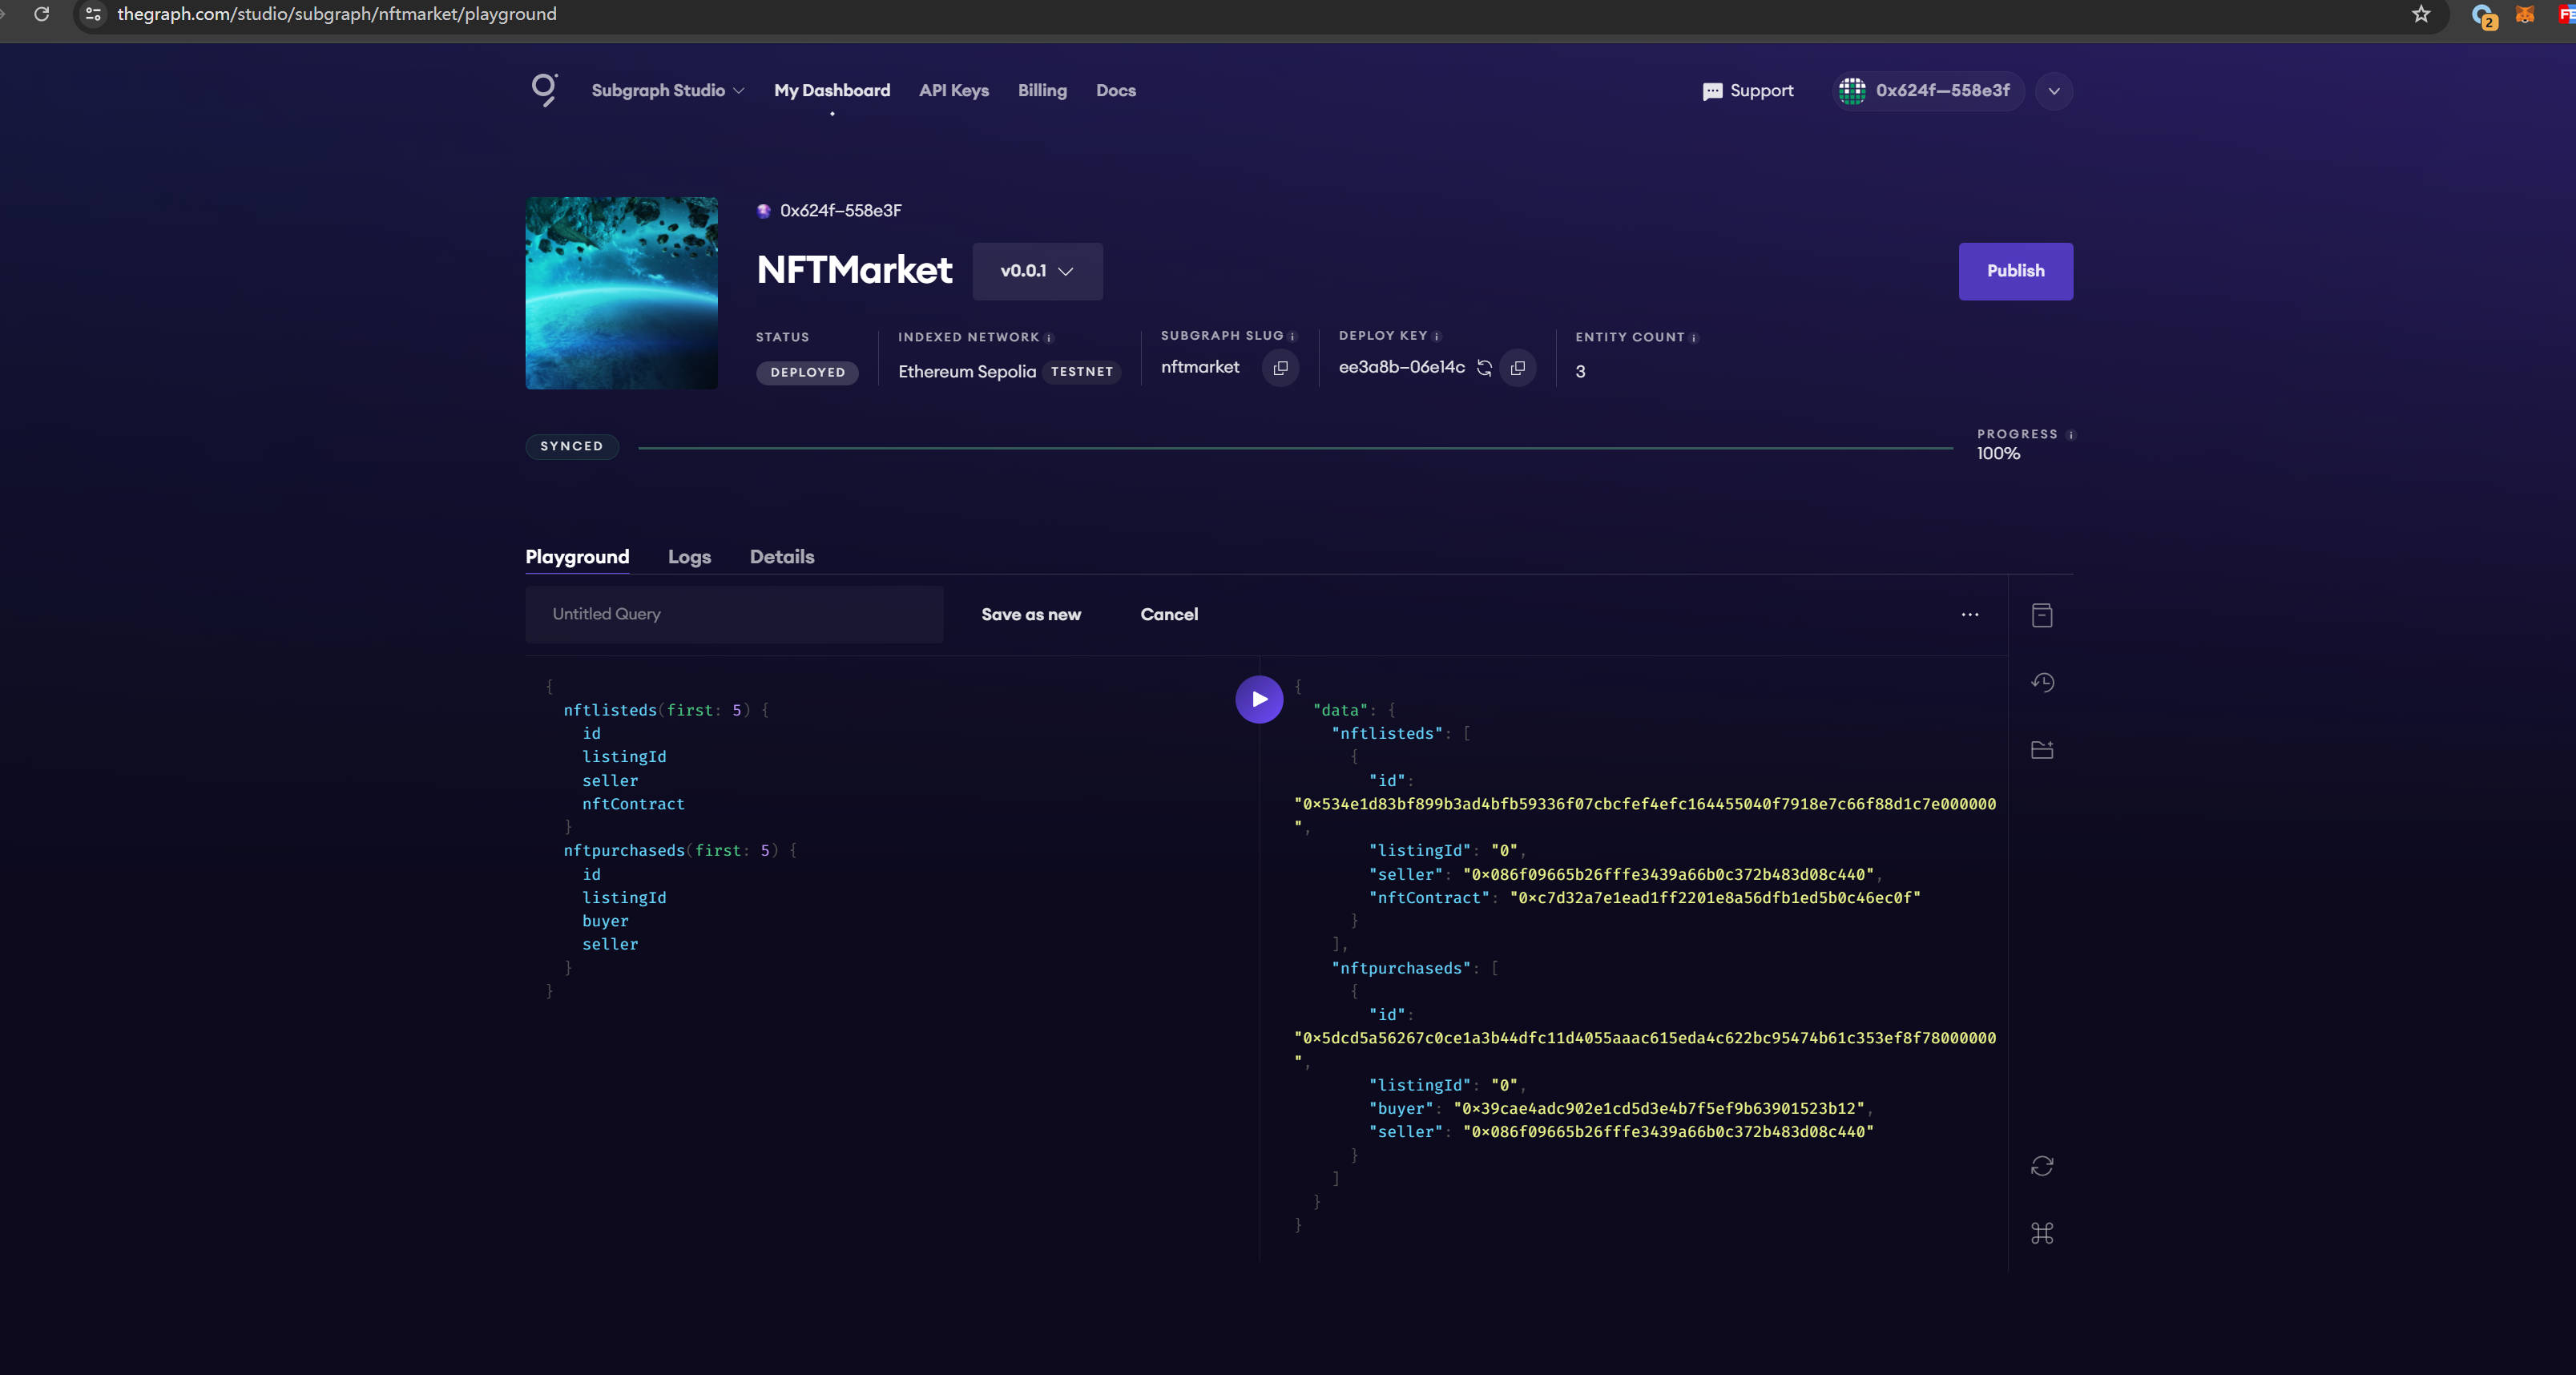 thegraph.com/studio/subgraph/nftmarket/playground
2
FE
Subgraph Studio
My Dashboard
API Keys
Billing
Docs
Support
0x624f—558e3f
0x624f—558e3F
NFTMarket
v0.0.1
Publish
STATUS
INDEXED NETWORK
SUBGRAPH SLUG
DEPLOY KEY
ENTITY COUNT
DEPLOYED
Ethereum Sepolia TESTNET
nftmarket
ee3a8b—06e14c
3
SYNCED
PROGRESS
100%
Playground
Logs
Details
Untitled Query
Save as new
Cancel
{
nftlisteds(first: 5) {
id
listingId
seller
nftContract
}
nftpurchaseds(first: 5) {
id
listingId
buyer
seller
}
}
{
"data": {
"nftlisteds": [
{
"id":
"0x534e1d83bf899b3ad4bfb59336f07cbcfef4efc164455040f7918e7c66f88d1c7e000000
",
"listingId": "0",
"seller": "0x086f09665b26fffe3439a66b0c372b483d08c440",
"nftContract": "0xc7d32a7e1ead1ff2201e8a56dfb1ed5b0c46ec0f"
}
],
"nftpurchaseds": [
{
"id":
"0x5dcd5a56267c0ce1a3b44dfc11d4055aaac615eda4c622bc95474b61c353ef8f78000000
",
"listingId": "0",
"buyer": "0x39cae4adc902e1cd5d3e4b7f5ef9b63901523b12",
"seller": "0x086f09665b26fffe3439a66b0c372b483d08c440"
}
]
}
}